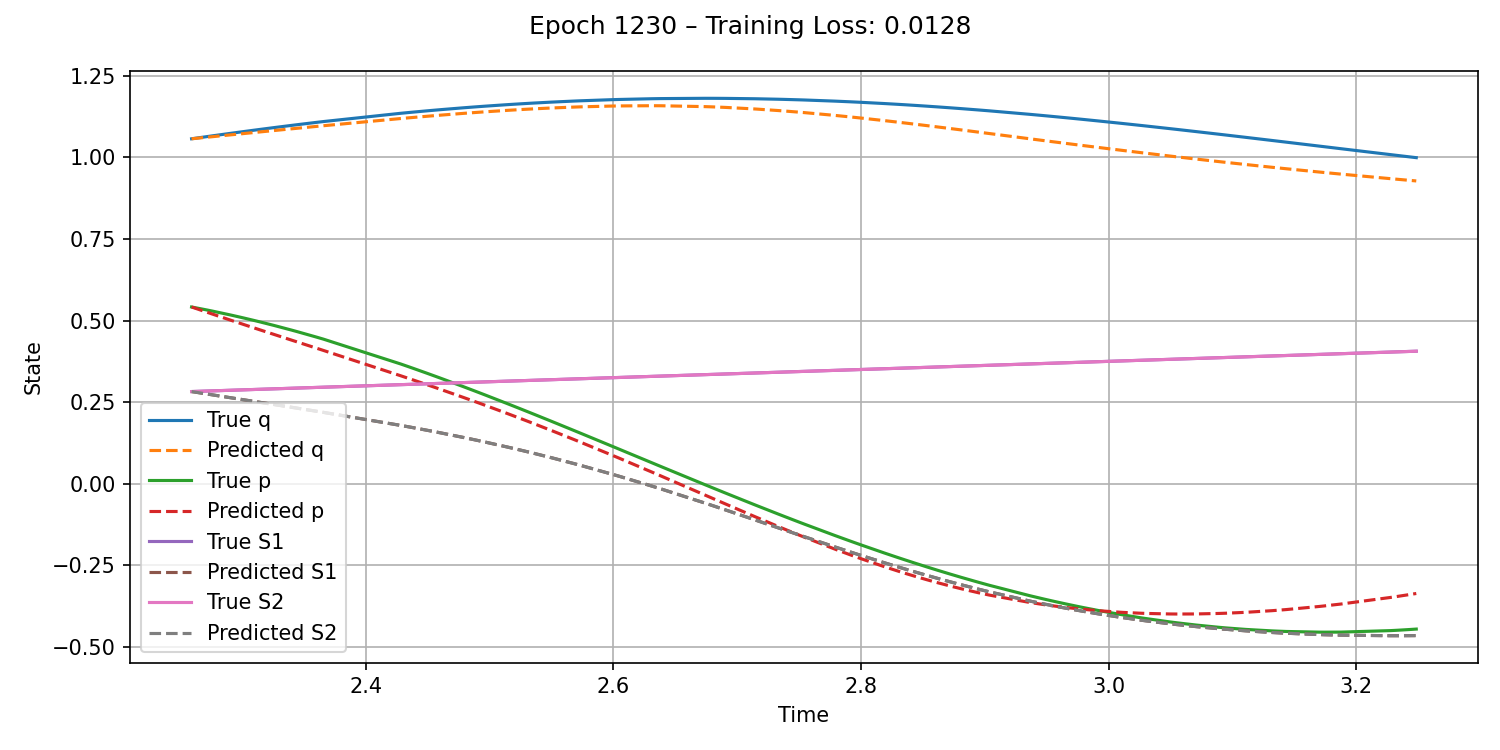 Epoch 1230 – Training Loss: 0.0128
1.25
1.00
0.75
0.50
0.25
0.00
−0.25
−0.50
State
True q
Predicted q
True p
Predicted p
True S1
Predicted S1
True S2
Predicted S2
2.4 2.6 2.8 3.0 3.2
Time